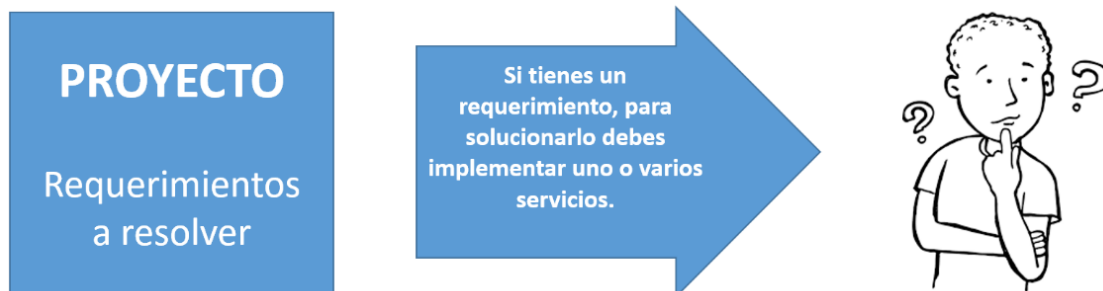 PROYECTO
Requerimientos
a resolver
Si tienes un
requerimiento, para
solucionarlo debes
implementar uno o varios
servicios.
?
?